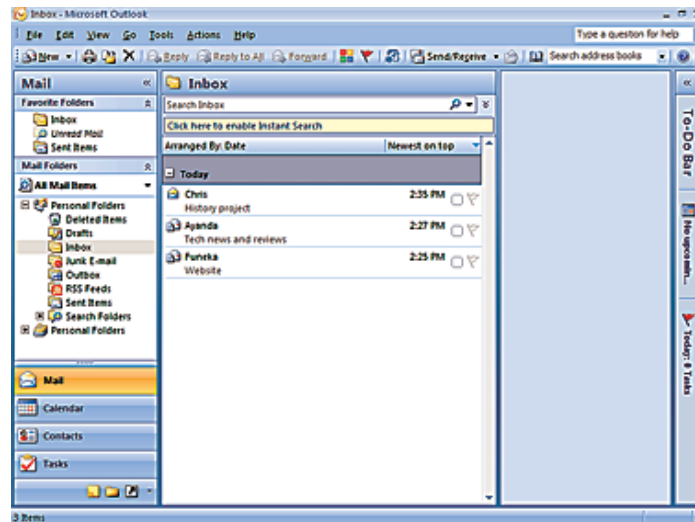 Inbox - Microsoft Outlook
File Edit View Go Tools Actions Help
Type a question for help
New Reply Reply to All Forward Send/Receive Search address books
Mail
Favorite Folders
Inbox
Unread Mail
Sent Items
Mail Folders
All Mail Items
Personal Folders
Deleted Items
Drafts
Inbox
Junk E-mail
Outbox
RSS Feeds
Sent Items
Search Folders
Personal Folders
Mail
Calendar
Contacts
Tasks
3 Items
Inbox
Search Inbox
Click here to enable Instant Search
Arranged By: Date Newest on top
Today
Chris 2:35 PM
History project
Ayanda 2:27 PM
Tech news and reviews
Funeka 2:25 PM
Website
To-Do Bar
No upcomin...
Today: 0 Tasks